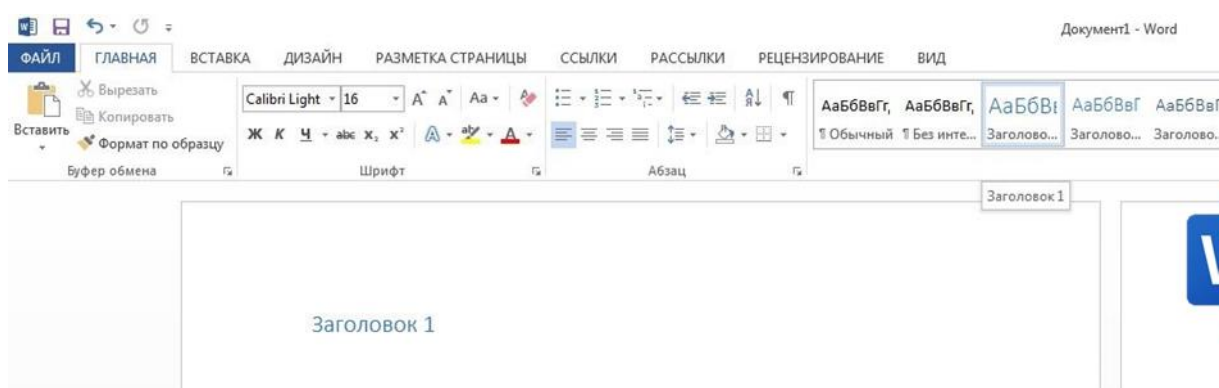 Документ1 - Word
ФАЙЛ ГЛАВНАЯ ВСТАВКА ДИЗАЙН РАЗМЕТКА СТРАНИЦЫ ССЫЛКИ РАССЫЛКИ РЕЦЕНЗИРОВАНИЕ ВИД
Вставить
Вырезать
Копировать
Формат по образцу
Буфер обмена
Calibri Light 16 Aa
Ж К Ч abc x₂ x² A aby A
Шрифт
Абзац
АаБбВвГг, АаБбВвГг, АаБбВв АаБбВвГ АаБбВвГ
¶ Обычный ¶ Без инте... Заголово... Заголово... Заголово..
Заголовок 1
Заголовок 1